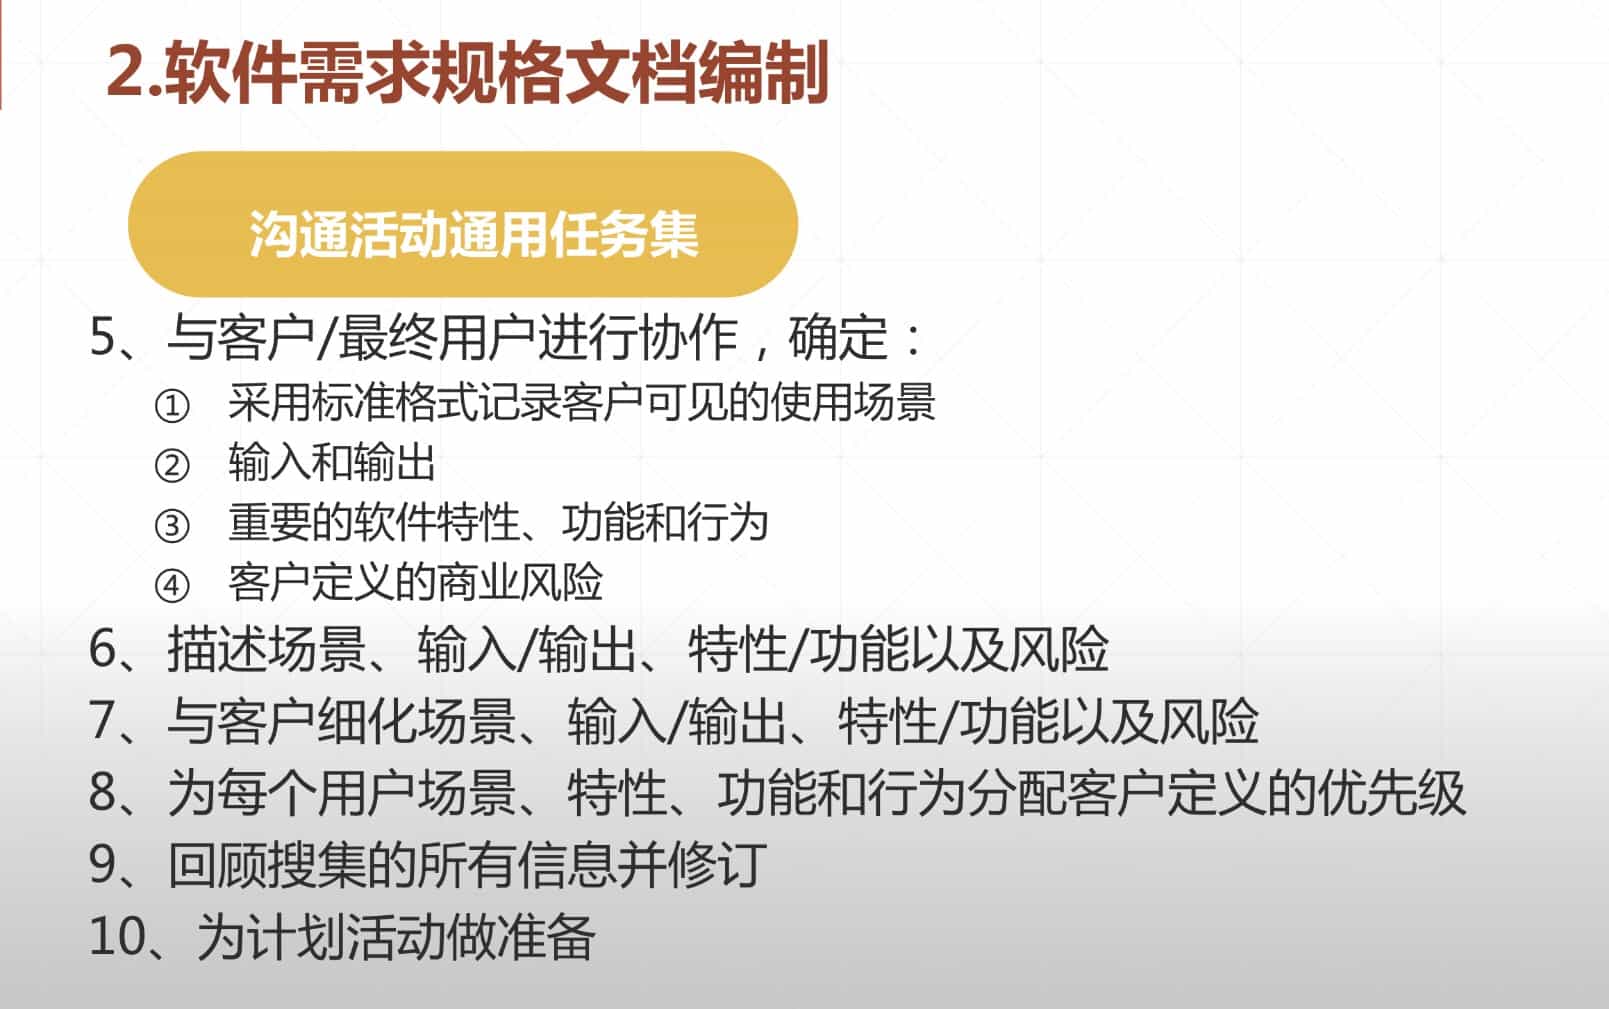 2.软件需求规格文档编制
沟通活动通用任务集
5、与客户/最终用户进行协作，确定：
① 采用标准格式记录客户可见的使用场景
② 输入和输出
③ 重要的软件特性、功能和行为
④ 客户定义的商业风险
6、描述场景、输入/输出、特性/功能以及风险
7、与客户细化场景、输入/输出、特性/功能以及风险
8、为每个用户场景、特性、功能和行为分配客户定义的优先级
9、回顾搜集的所有信息并修订
10、为计划活动做准备